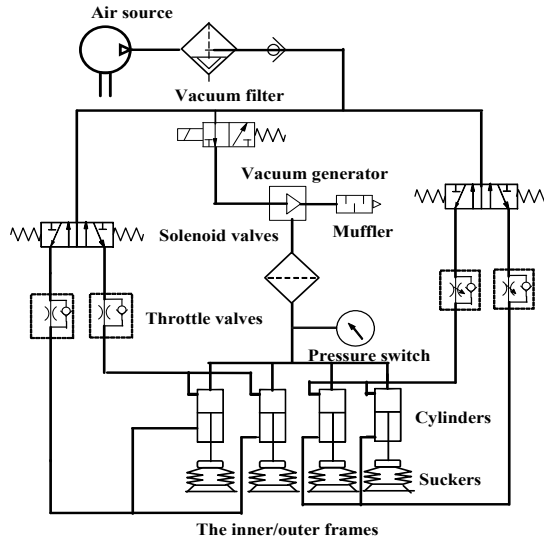 Air source
Vacuum filter
Vacuum generator
Solenoid valves
Muffler
Throttle valves
Pressure switch
Cylinders
Suckers
The inner/outer frames